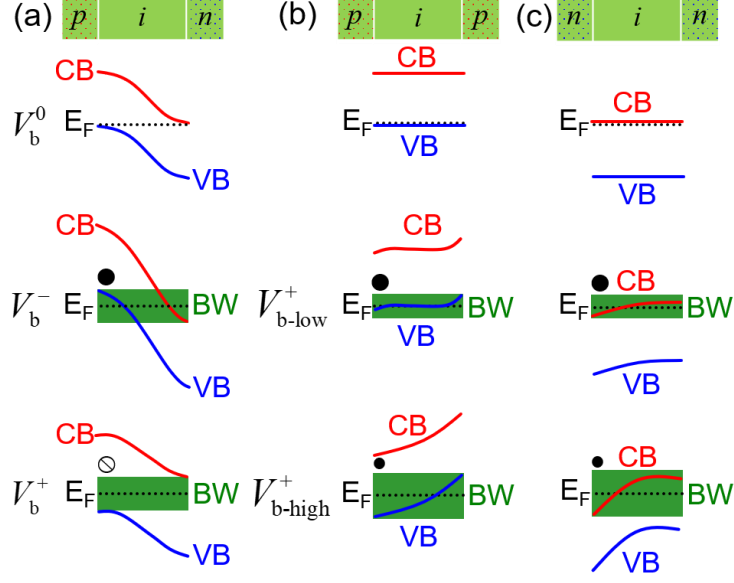 (a) p i n (b) p i p (c) n i n
CB CB
V_b^0 E_F E_F VB E_F CB
VB VB
CB CB
V_b^- E_F BW V_b-low^+ E_F BW E_F CB BW
VB VB VB
CB CB CB
V_b^+ E_F BW V_b-high^+ E_F BW E_F BW
VB VB VB